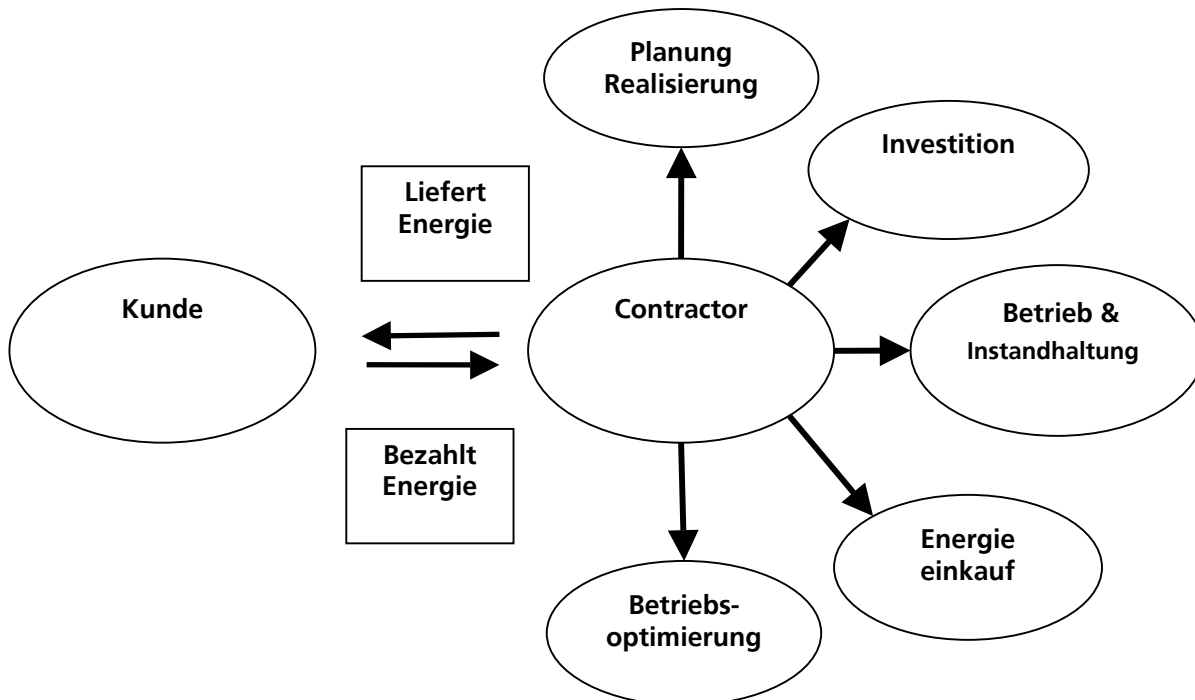 Planung
Realisierung
Investition
Liefert
Energie
Kunde
Contractor
Betrieb &
Instandhaltung
Bezahlt
Energie
Energie
einkauf
Betriebs-
optimierung